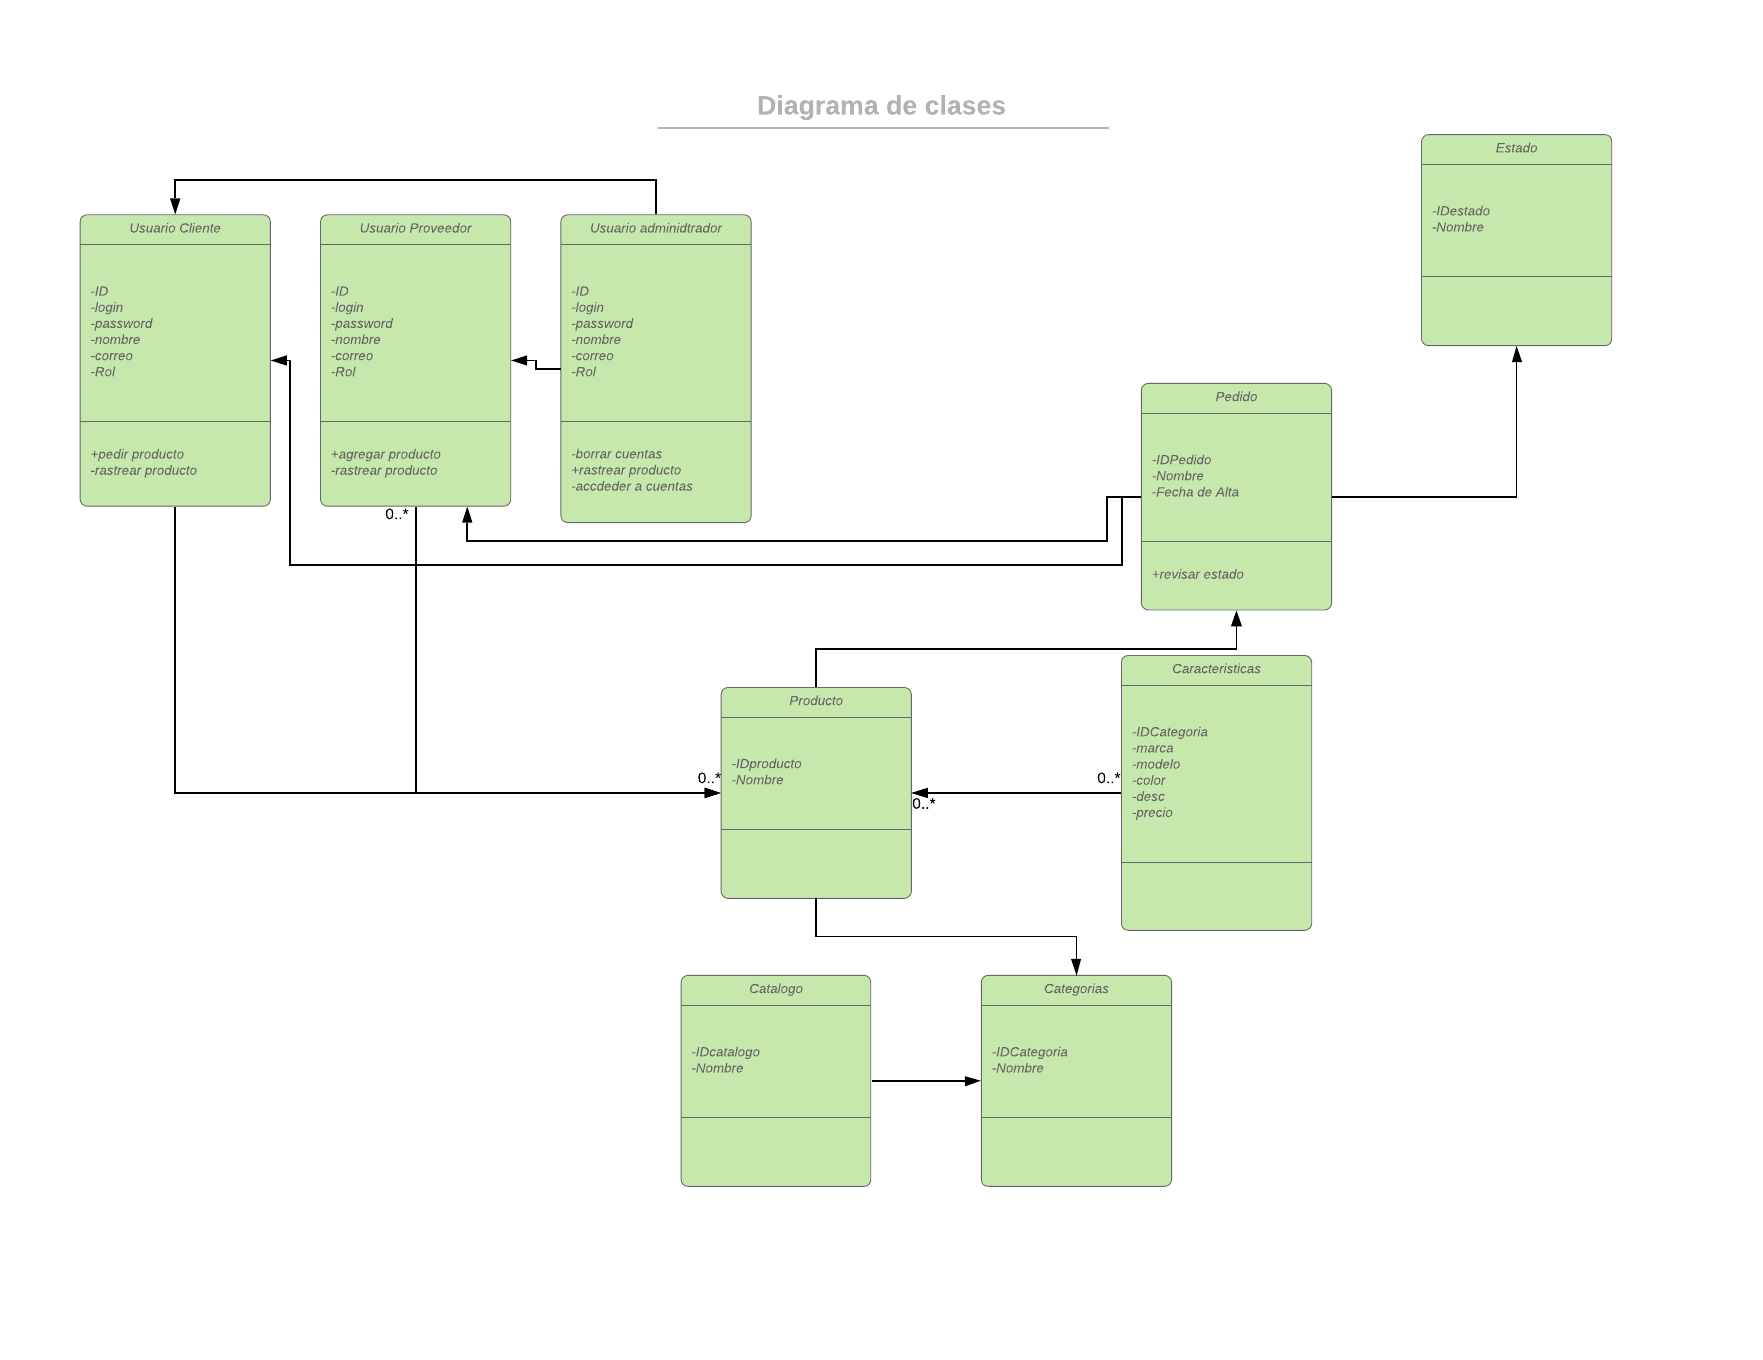 Diagrama de clases
Estado
-IDestado
-Nombre
Usuario Cliente
-ID
-login
-password
-nombre
-correo
-Rol
+pedir producto
-rastrear producto
Usuario Proveedor
-ID
-login
-password
-nombre
-correo
-Rol
+agregar producto
-rastrear producto
0..*
Usuario adminidtrador
-ID
-login
-password
-nombre
-correo
-Rol
-borrar cuentas
+rastrear producto
-accdeder a cuentas
Pedido
-IDPedido
-Nombre
-Fecha de Alta
+revisar estado
Producto
-IDproducto
-Nombre
0..*
0..*
0..*
Caracteristicas
-IDCategoria
-marca
-modelo
-color
-desc
-precio
Catalogo
-IDcatalogo
-Nombre
Categorias
-IDCategoria
-Nombre